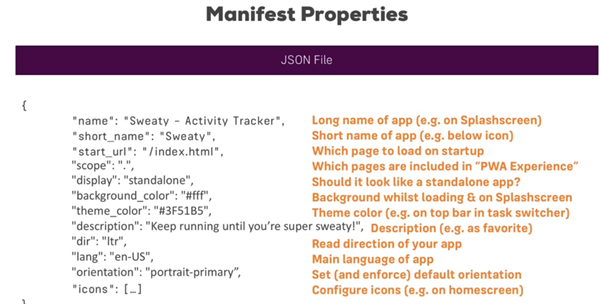 Manifest Properties
JSON File
{
"name": "Sweaty – Activity Tracker", Long name of app (e.g. on Splashscreen)
"short_name": "Sweaty", Short name of app (e.g. below icon)
"start_url": "/index.html", Which page to load on startup
"scope": ".", Which pages are included in “PWA Experience”
"display": "standalone", Should it look like a standalone app?
"background_color": "#fff", Background whilst loading & on Splashscreen
"theme_color": "#3F51B5", Theme color (e.g. on top bar in task switcher)
"description": "Keep running until you’re super sweaty!", Description (e.g. as favorite)
"dir": "ltr", Read direction of your app
"lang": "en-US", Main language of app
"orientation": "portrait-primary”, Set (and enforce) default orientation
"icons": […] Configure icons (e.g. on homescreen)
}